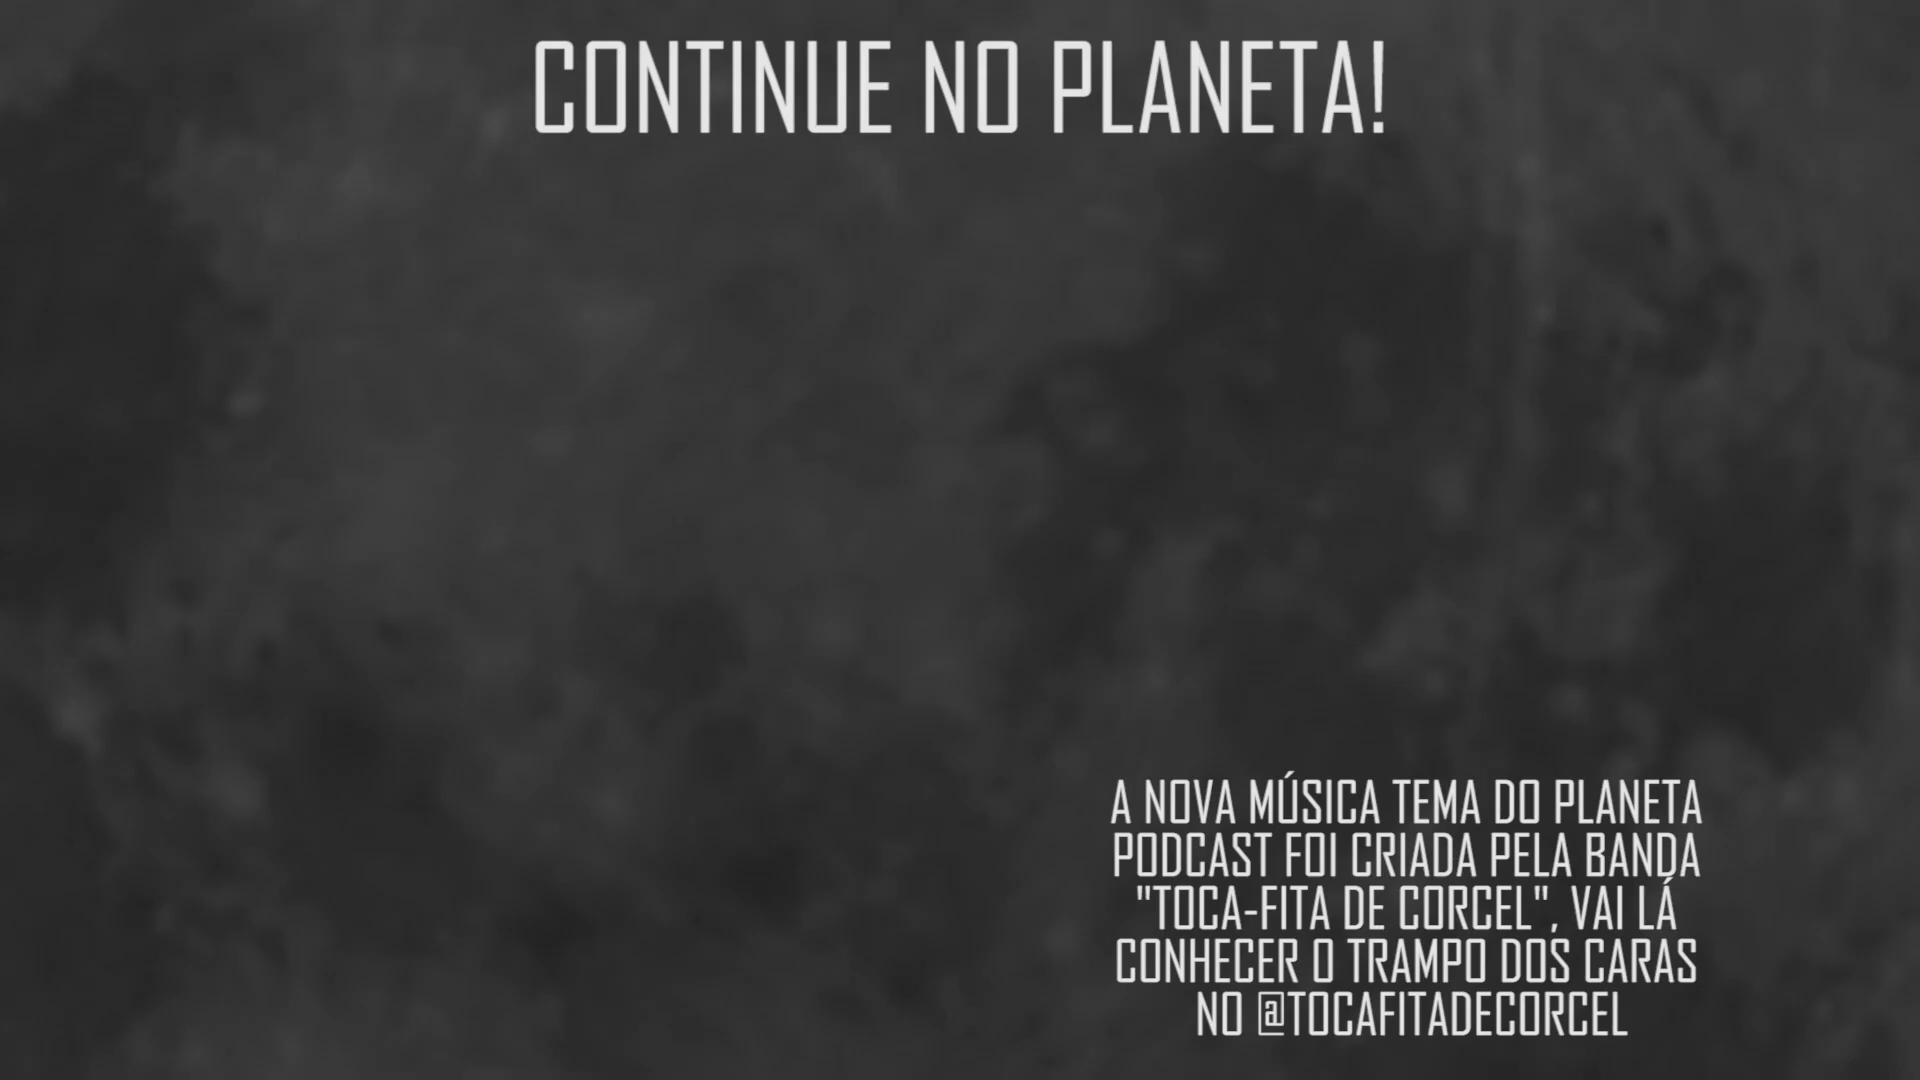 CONTINUE NO PLANETA!
A NOVA MÚSICA TEMA DO PLANETA
PODCAST FOI CRIADA PELA BANDA
"TOCA-FITA DE CORCEL", VAI LÁ
CONHECER O TRAMPO DOS CARAS
NO @TOCAFITADECORCEL